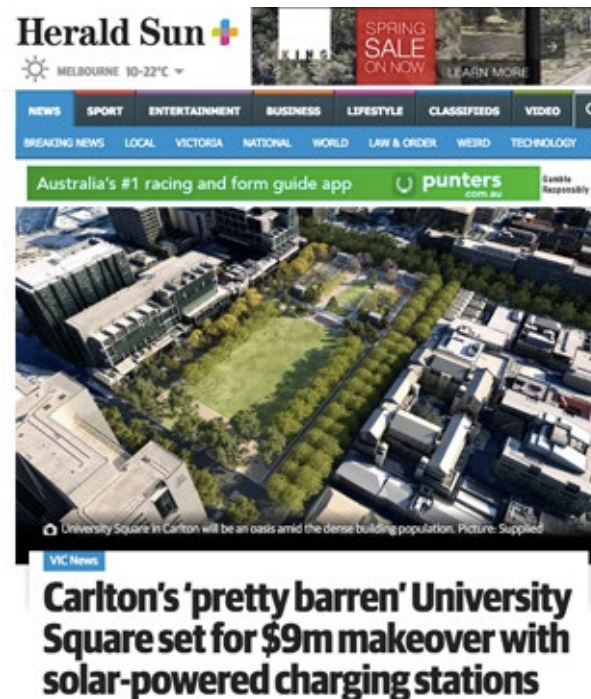 Herald Sun
MELBOURNE 10-22°C
KING
SPRING
SALE
ON NOW
LEARN MORE
NEWS SPORT ENTERTAINMENT BUSINESS LIFESTYLE CLASSIFIEDS VIDEO
BREAKING NEWS LOCAL VICTORIA NATIONAL WORLD LAW & ORDER WEIRD TECHNOLOGY
Australia's #1 racing and form guide app
punters
.com.au
Gamble
Responsibly
University Square in Carlton will be an oasis amid the dense building population. Picture: Supplied
VIC News
Carlton's ‘pretty barren’ University
Square set for $9m makeover with
solar-powered charging stations